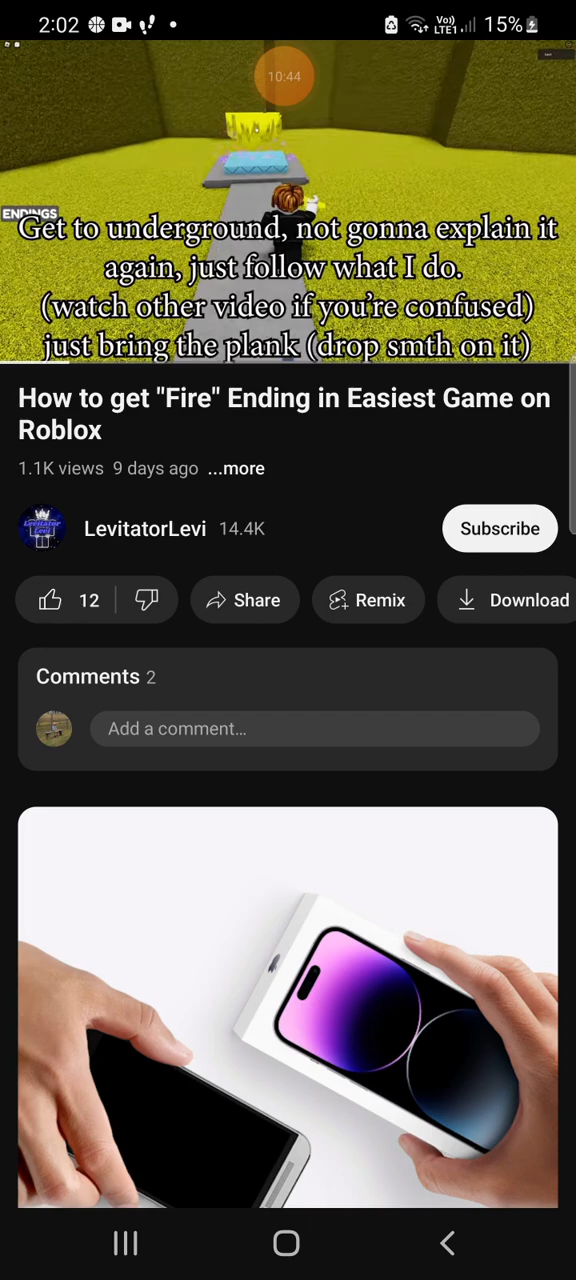 2:02
Vo)) LTE1 15%
10:44
ENDINGS
Get to underground, not gonna explain it
again, just follow what I do.
(watch other video if you're confused)
just bring the plank (drop smth on it)
How to get "Fire" Ending in Easiest Game on
Roblox
1.1K views 9 days ago ...more
LevitatorLevi 14.4K Subscribe
12 Share Remix Download
Comments 2
Add a comment...